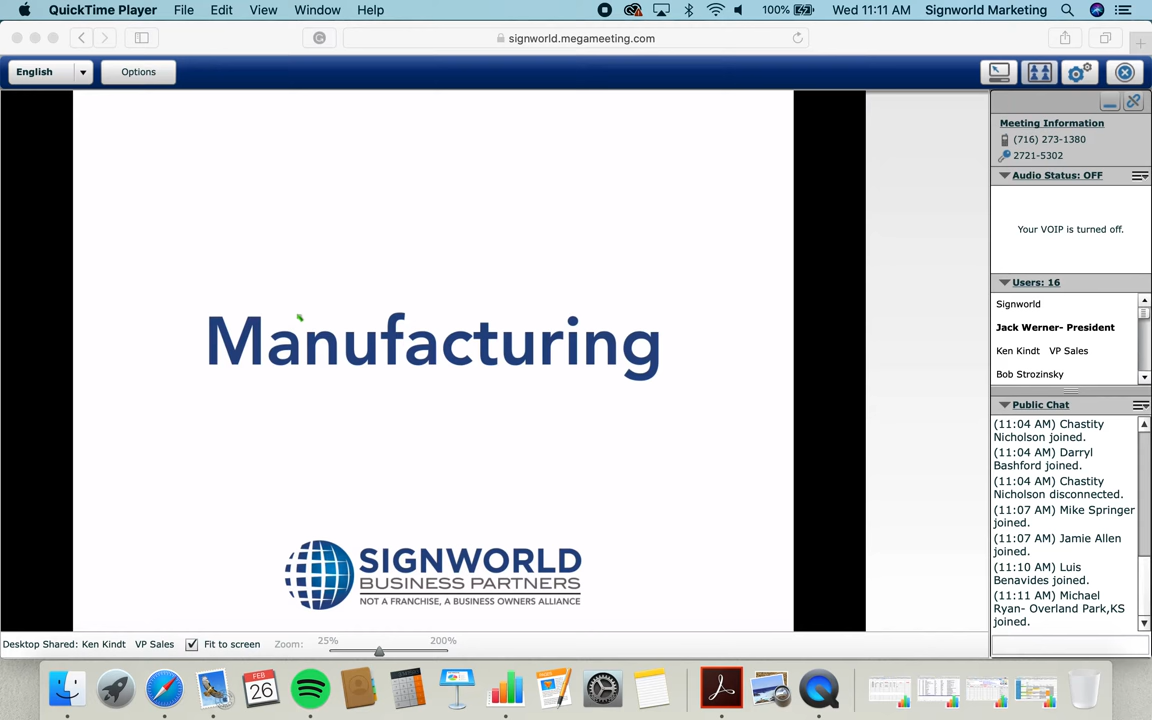 QuickTime Player File Edit View Window Help 100% Wed 11:11 AM Signworld Marketing
signworld.megameeting.com
English Options
Manufacturing
SIGNWORLD
BUSINESS PARTNERS
NOT A FRANCHISE, A BUSINESS OWNERS ALLIANCE
Desktop Shared: Ken Kindt VP Sales Fit to screen Zoom: 25% 200%
Meeting Information
(716) 273-1380
2721-5302
Audio Status: OFF
Your VOIP is turned off.
Users: 16
Signworld
Jack Werner- President
Ken Kindt VP Sales
Bob Strozinsky
Public Chat
(11:04 AM) Chastity
Nicholson joined.
(11:04 AM) Darryl
Bashford joined.
(11:04 AM) Chastity
Nicholson disconnected.
(11:07 AM) Mike Springer
joined.
(11:07 AM) Jamie Allen
joined.
(11:10 AM) Luis
Benavides joined.
(11:11 AM) Michael
Ryan- Overland Park,KS
joined.
FEB
26